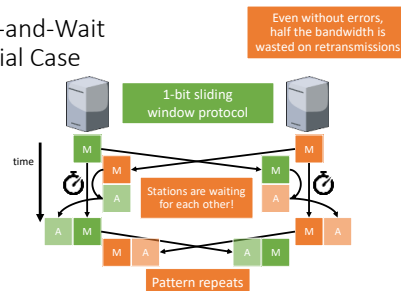 -and-Wait
ial Case
Even without errors,
half the bandwidth is
wasted on retransmissions
1-bit sliding
window protocol
time
M
M
M
M
A
A
Stations are waiting
for each other!
A M
M A
M A
A M
Pattern repeats